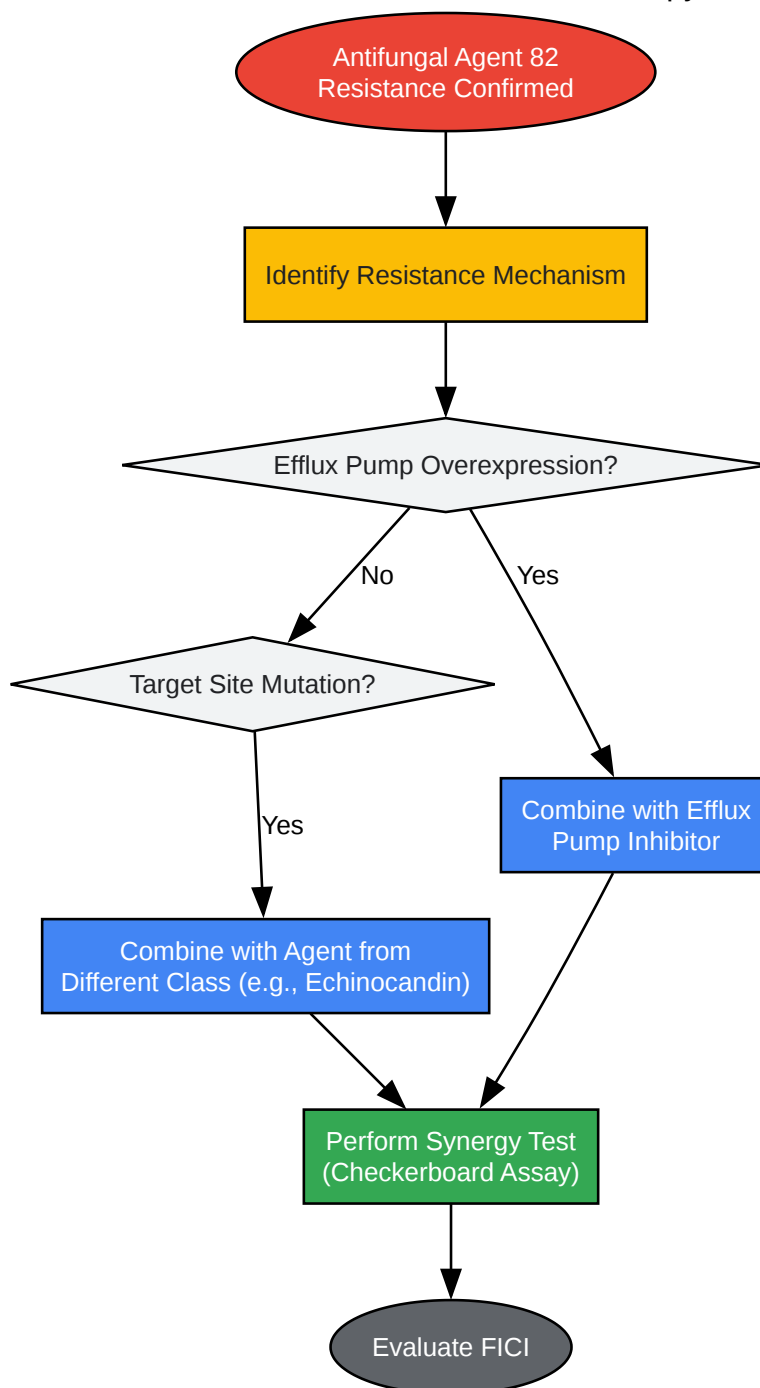 Antifungal Agent 82
Resistance Confirmed
Identify Resistance Mechanism
Efflux Pump Overexpression?
No
Yes
Target Site Mutation?
Combine with Efflux
Pump Inhibitor
Yes
Combine with Agent from
Different Class (e.g., Echinocandin)
Perform Synergy Test
(Checkerboard Assay)
Evaluate FICI